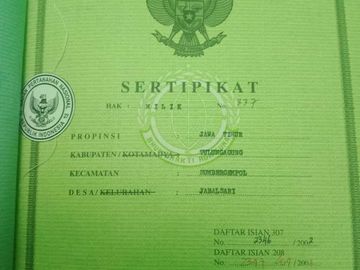 SERTIPIKAT
HAK : MILIK No. 377
PROPINSI : JAWA TIMUR
KABUPATEN / KOTAMADYA : TULUNGAGUNG
KECAMATAN : SUMBERGEMPOL
DESA / KELURAHAN : JABALSARI
DAFTAR ISIAN 307
No. 2346 /2002
DAFTAR ISIAN 208
No.